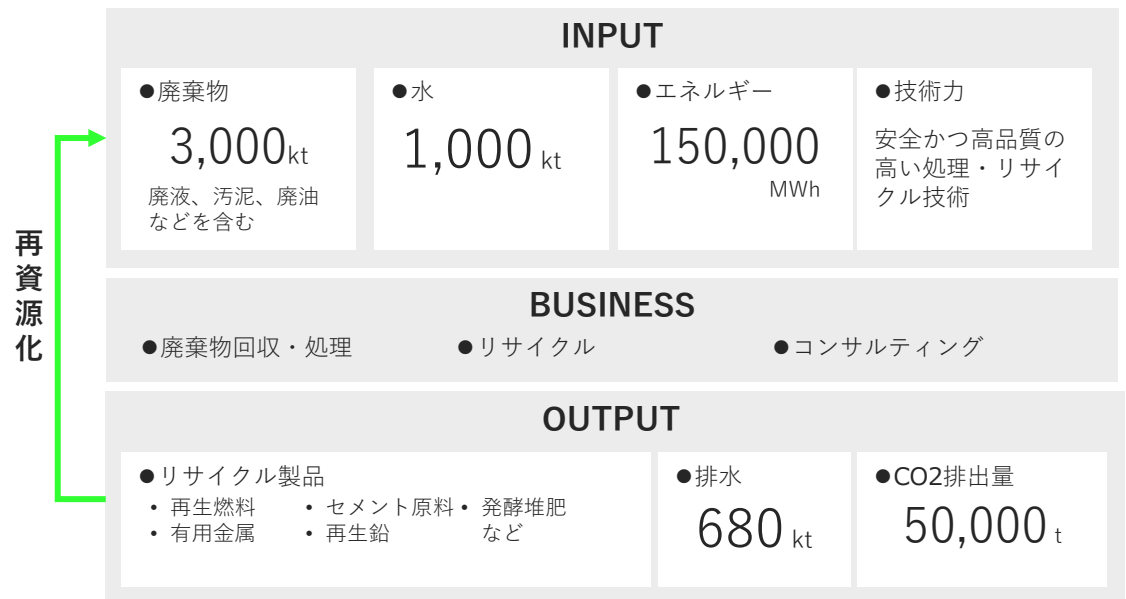 INPUT
●廃棄物
3,000kt
廃液、汚泥、廃油
などを含む
●水
1,000 kt
●エネルギー
150,000
MWh
●技術力
安全かつ高品質の
高い処理・リサイ
クル技術
再資源化
BUSINESS
●廃棄物回収・処理
●リサイクル
●コンサルティング
OUTPUT
●リサイクル製品
• 再生燃料
• 有用金属
• セメント原料
• 再生鉛
• 発酵堆肥
など
●排水
680 kt
●CO2排出量
50,000 t